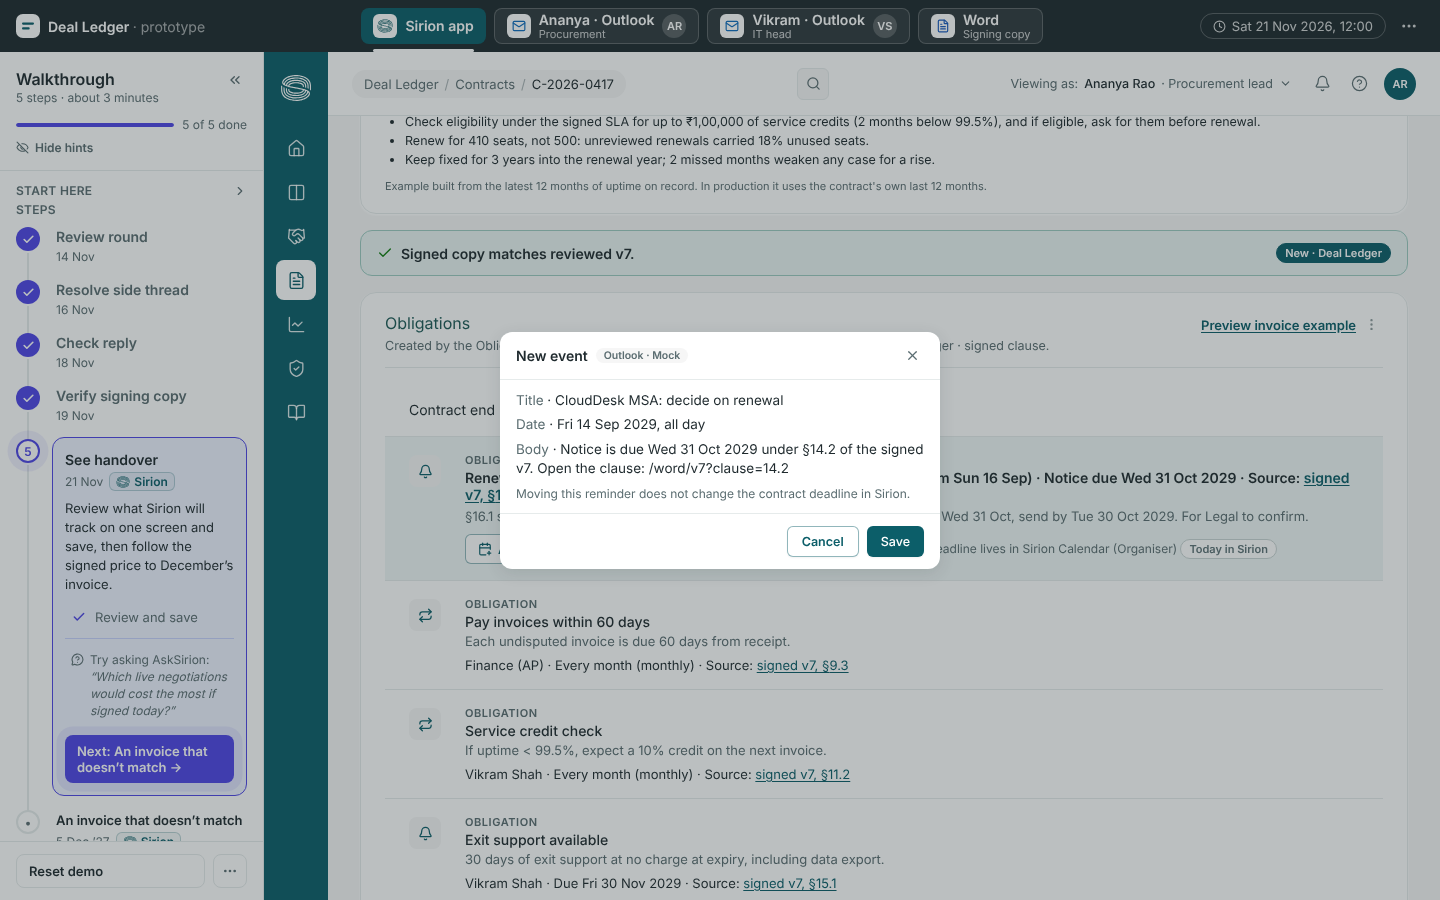 Deal Ledger · prototype
Sirion app
Ananya · Outlook
Procurement
AR
Vikram · Outlook
IT head
VS
Word
Signing copy
Sat 21 Nov 2026, 12:00
Walkthrough
5 steps · about 3 minutes
5 of 5 done
Hide hints
START HERE
STEPS
Review round
14 Nov
Resolve side thread
16 Nov
Check reply
18 Nov
Verify signing copy
19 Nov
5
See handover
21 Nov Sirion
Review what Sirion will
track on one screen and
save, then follow the
signed price to December’s
invoice.
Review and save
Try asking AskSirion:
“Which live negotiations
would cost the most if
signed today?”
Next: An invoice that
doesn’t match →
An invoice that doesn’t match
5 Dec ’27 Sirion
Reset demo
Deal Ledger / Contracts / C-2026-0417
Viewing as: Ananya Rao · Procurement lead
AR
• Check eligibility under the signed SLA for up to ₹1,00,000 of service credits (2 months below 99.5%), and if eligible, ask for them before renewal.
• Renew for 410 seats, not 500: unreviewed renewals carried 18% unused seats.
• Keep fixed for 3 years into the renewal year; 2 missed months weaken any case for a rise.
Example built from the latest 12 months of uptime on record. In production it uses the contract's own last 12 months.
Signed copy matches reviewed v7.
New · Deal Ledger
Obligations
Preview invoice example
Created by the Obli
ger · signed clause.
Contract end
New event
Outlook · Mock
Title · CloudDesk MSA: decide on renewal
Date · Fri 14 Sep 2029, all day
Body · Notice is due Wed 31 Oct 2029 under §14.2 of the signed
v7. Open the clause: /word/v7?clause=14.2
Moving this reminder does not change the contract deadline in Sirion.
Cancel
Save
OBLIG
Rene
m Sun 16 Sep) · Notice due Wed 31 Oct 2029 · Source: signed
v7, §1
§16.1 s
Wed 31 Oct, send by Tue 30 Oct 2029. For Legal to confirm.
eadline lives in Sirion Calendar (Organiser) Today in Sirion
OBLIGATION
Pay invoices within 60 days
Each undisputed invoice is due 60 days from receipt.
Finance (AP) · Every month (monthly) · Source: signed v7, §9.3
OBLIGATION
Service credit check
If uptime < 99.5%, expect a 10% credit on the next invoice.
Vikram Shah · Every month (monthly) · Source: signed v7, §11.2
OBLIGATION
Exit support available
30 days of exit support at no charge at expiry, including data export.
Vikram Shah · Due Fri 30 Nov 2029 · Source: signed v7, §15.1